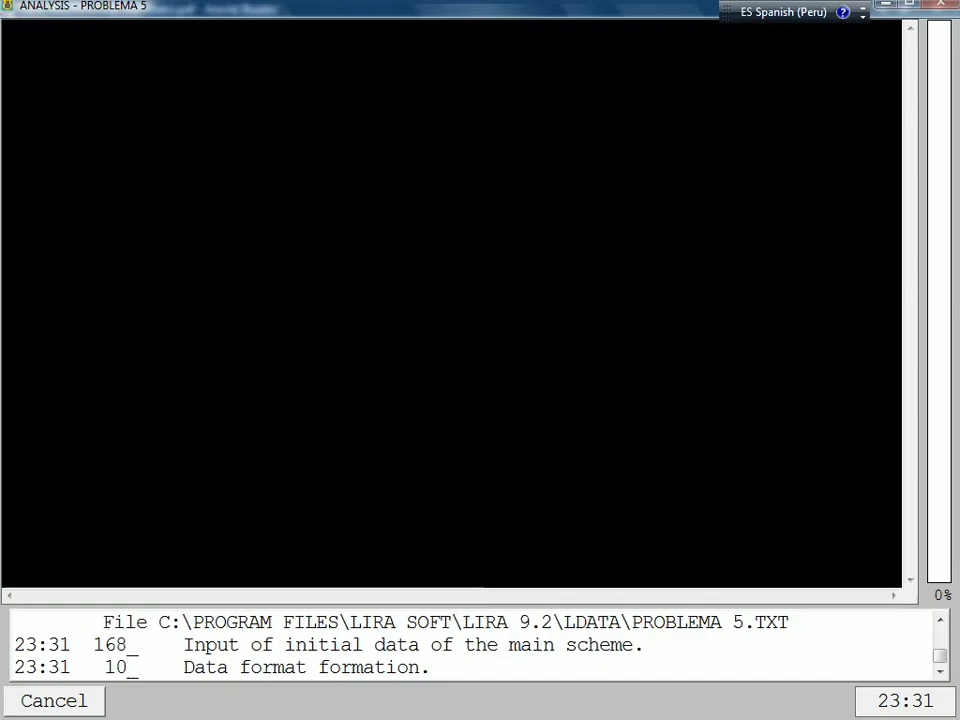 ANALYSIS - PROBLEMA 5
ES Spanish (Peru) ?
0%
File C:\PROGRAM FILES\LIRA SOFT\LIRA 9.2\LDATA\PROBLEMA 5.TXT
23:31 168_ Input of initial data of the main scheme.
23:31 10_ Data format formation.
Cancel
23:31